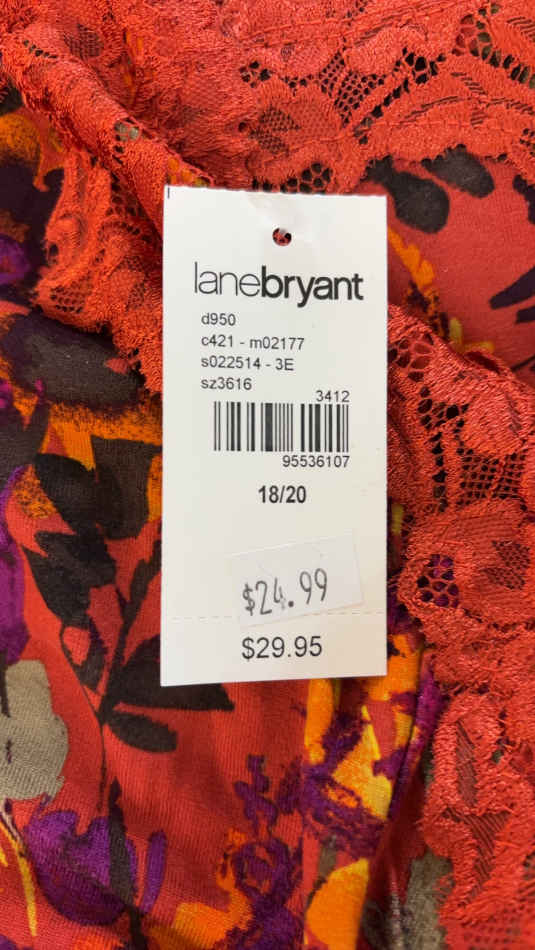 lanebryant
d950
c421 - m02177
s022514 - 3E
sz3616
3412
95536107
18/20
$24.99
$29.95